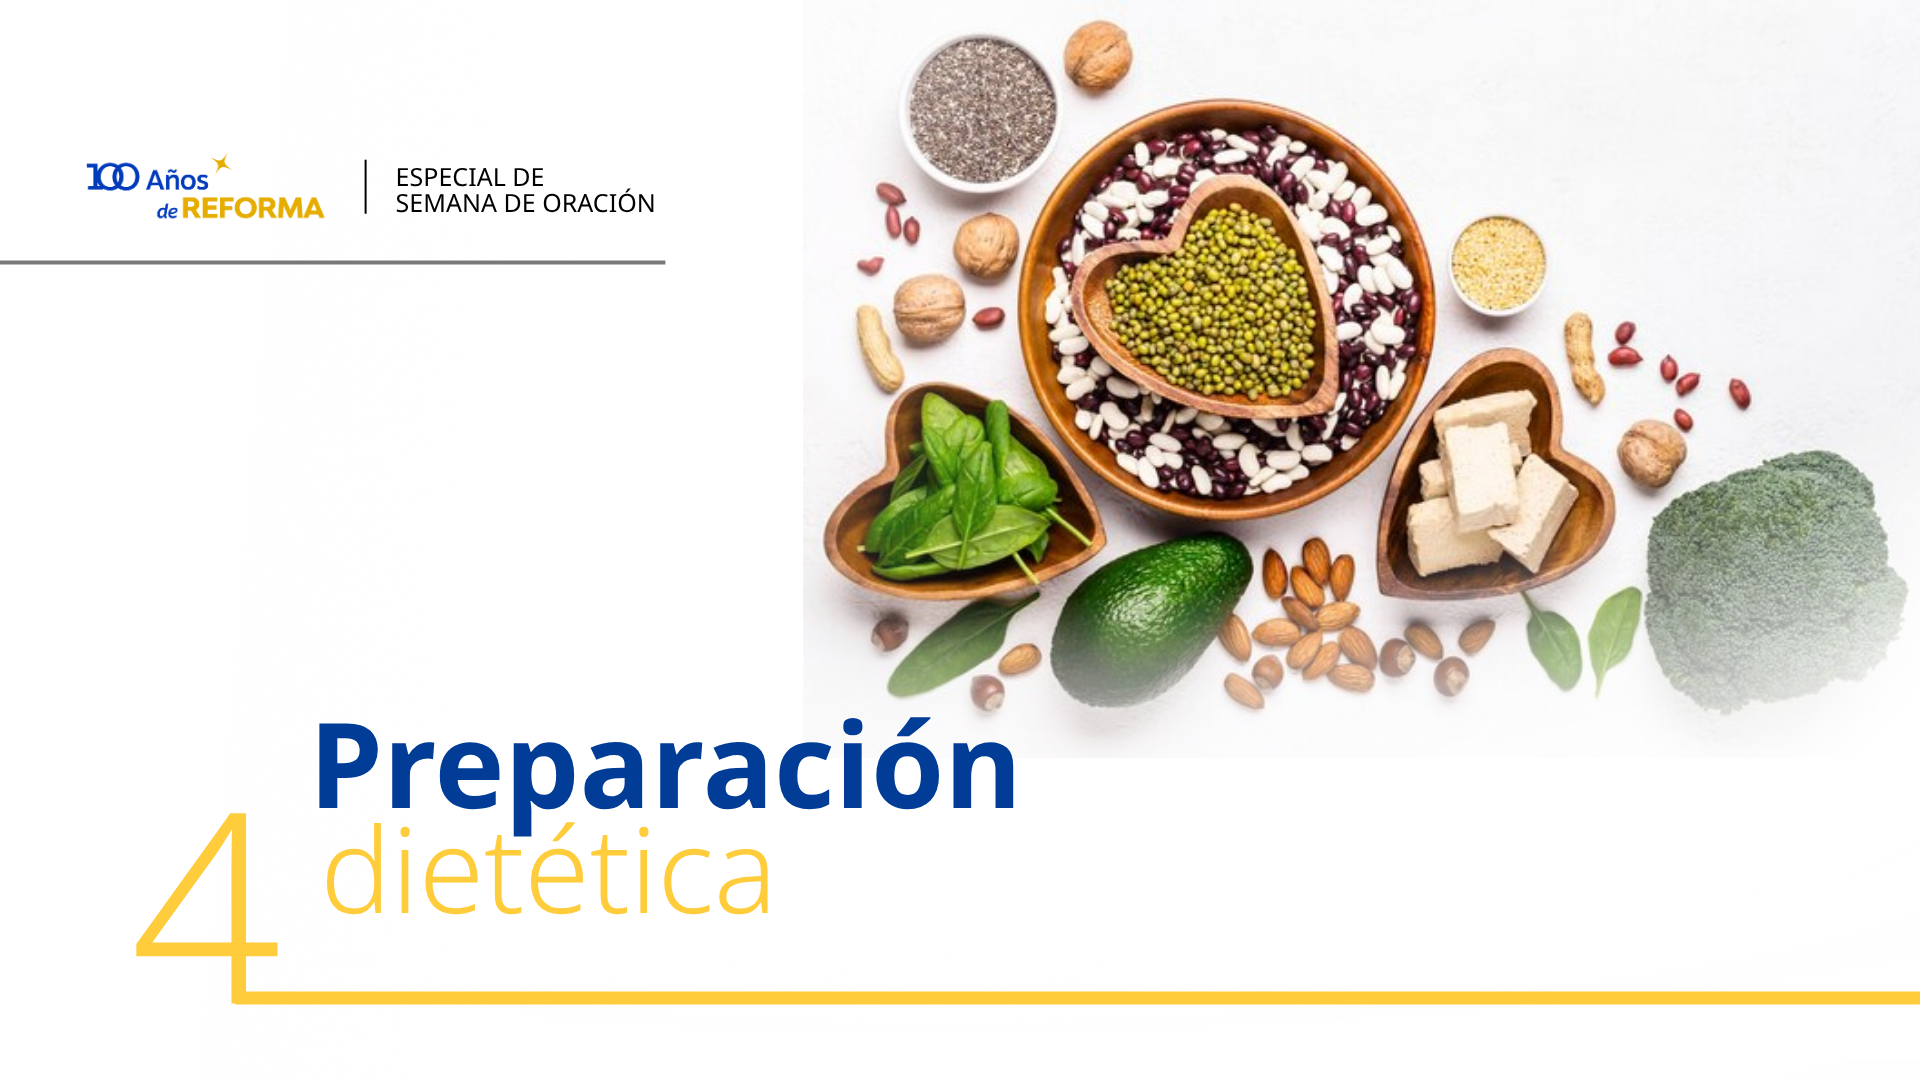 100 Años
de REFORMA
ESPECIAL DE
SEMANA DE ORACIÓN
4
Preparación
dietética